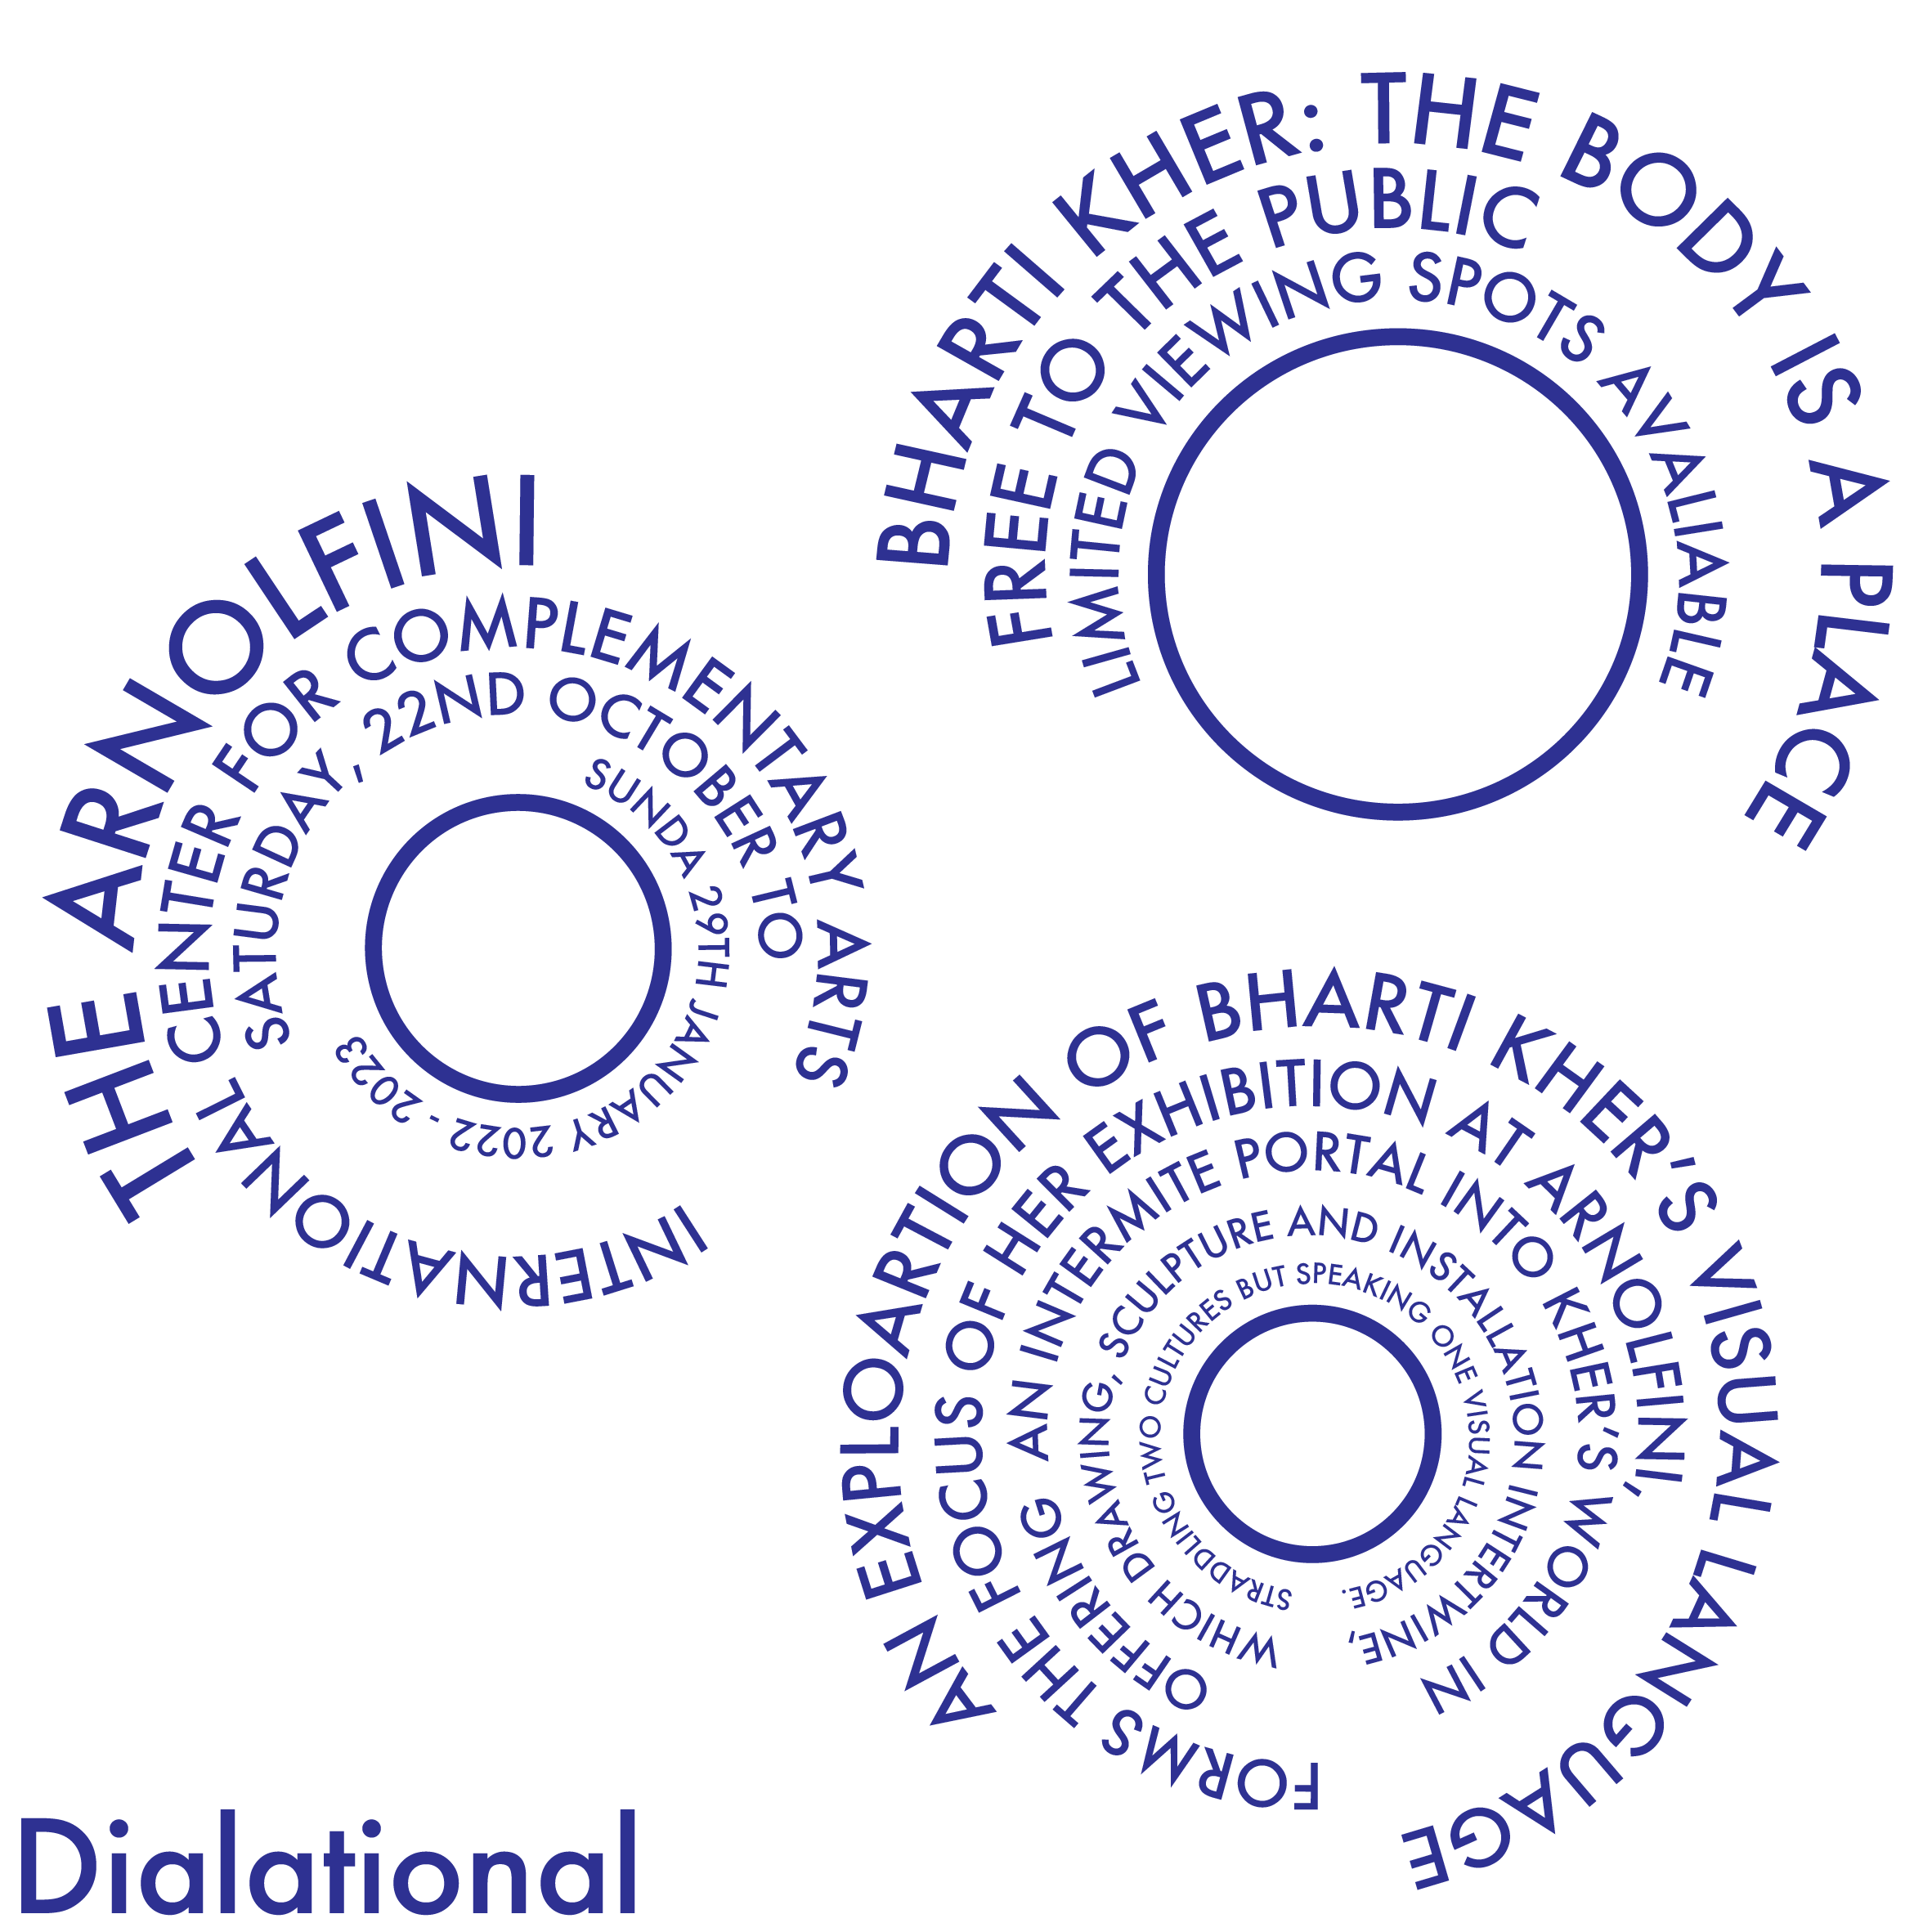 BHARTI KHER: THE BODY IS A PLACE
FREE TO THE PUBLIC
LIMITED VIEWING SPOTS AVALIABLE
THE ARNOLFINI
INTERNATIONAL CENTER FOR COMPLEMENTARY ARTS
SATURDAY, 22ND OCTOBER TO
SUNDA 29TH JANUARY 2022 - 2023
AN EXPLOARTION OF BHARTI KHER'S VISUAL LANGUAGE
FORMS THE FOCUS OF HER EXHIBITION AT ARNOLFINI,
OFFERING AN INTERMITE PORTAL INTO KHER'S WORLD IN
WHICH DRAWING, SCULPTURE AND INSTALLATION INTERTWINE,
STRADDLING TWO CULTURES BUT SPEAKING ONE VISUAL LANGUAGE.
Dialational